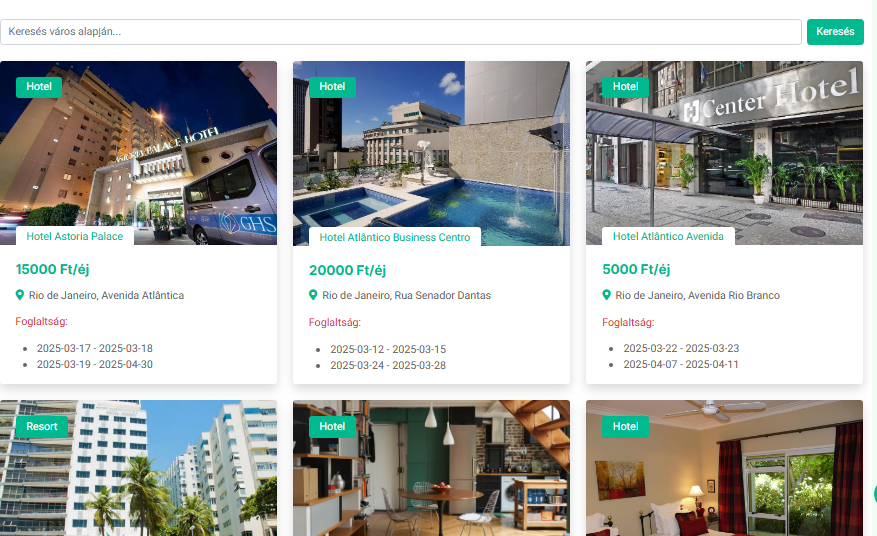 Keresés város alapján...
Keresés
Hotel
ASTORIA PALACE HOTEL
GHS
Hotel Astoria Palace
15000 Ft/éj
Rio de Janeiro, Avenida Atlântica
Foglaltság:
2025-03-17 - 2025-03-18
2025-03-19 - 2025-04-30
Hotel
Hotel Atlântico Business Centro
20000 Ft/éj
Rio de Janeiro, Rua Senador Dantas
Foglaltság:
2025-03-12 - 2025-03-15
2025-03-24 - 2025-03-28
Hotel
Center Hotel
Hotel Atlântico Avenida
5000 Ft/éj
Rio de Janeiro, Avenida Rio Branco
Foglaltság:
2025-03-22 - 2025-03-23
2025-04-07 - 2025-04-11
Resort
Hotel
Hotel